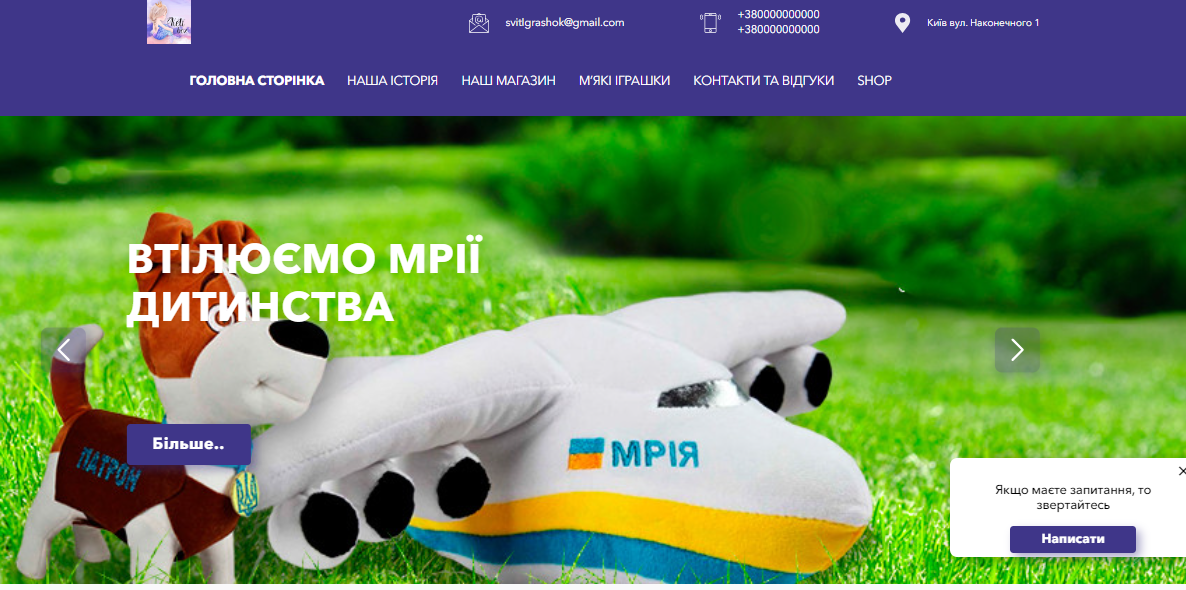 svitlgrashok@gmail.com
+380000000000
+380000000000
Київ вул. Наконечного 1
ГОЛОВНА СТОРІНКА НАША ІСТОРІЯ НАШ МАГАЗИН М'ЯКІ ІГРАШКИ КОНТАКТИ ТА ВІДГУКИ SHOP
ВТІЛЮЄМО МРІЇ
ДИТИНСТВА
Більше..
ПАТРОН
МРІЯ
Якщо маєте запитання, то
звертайтесь
Написати